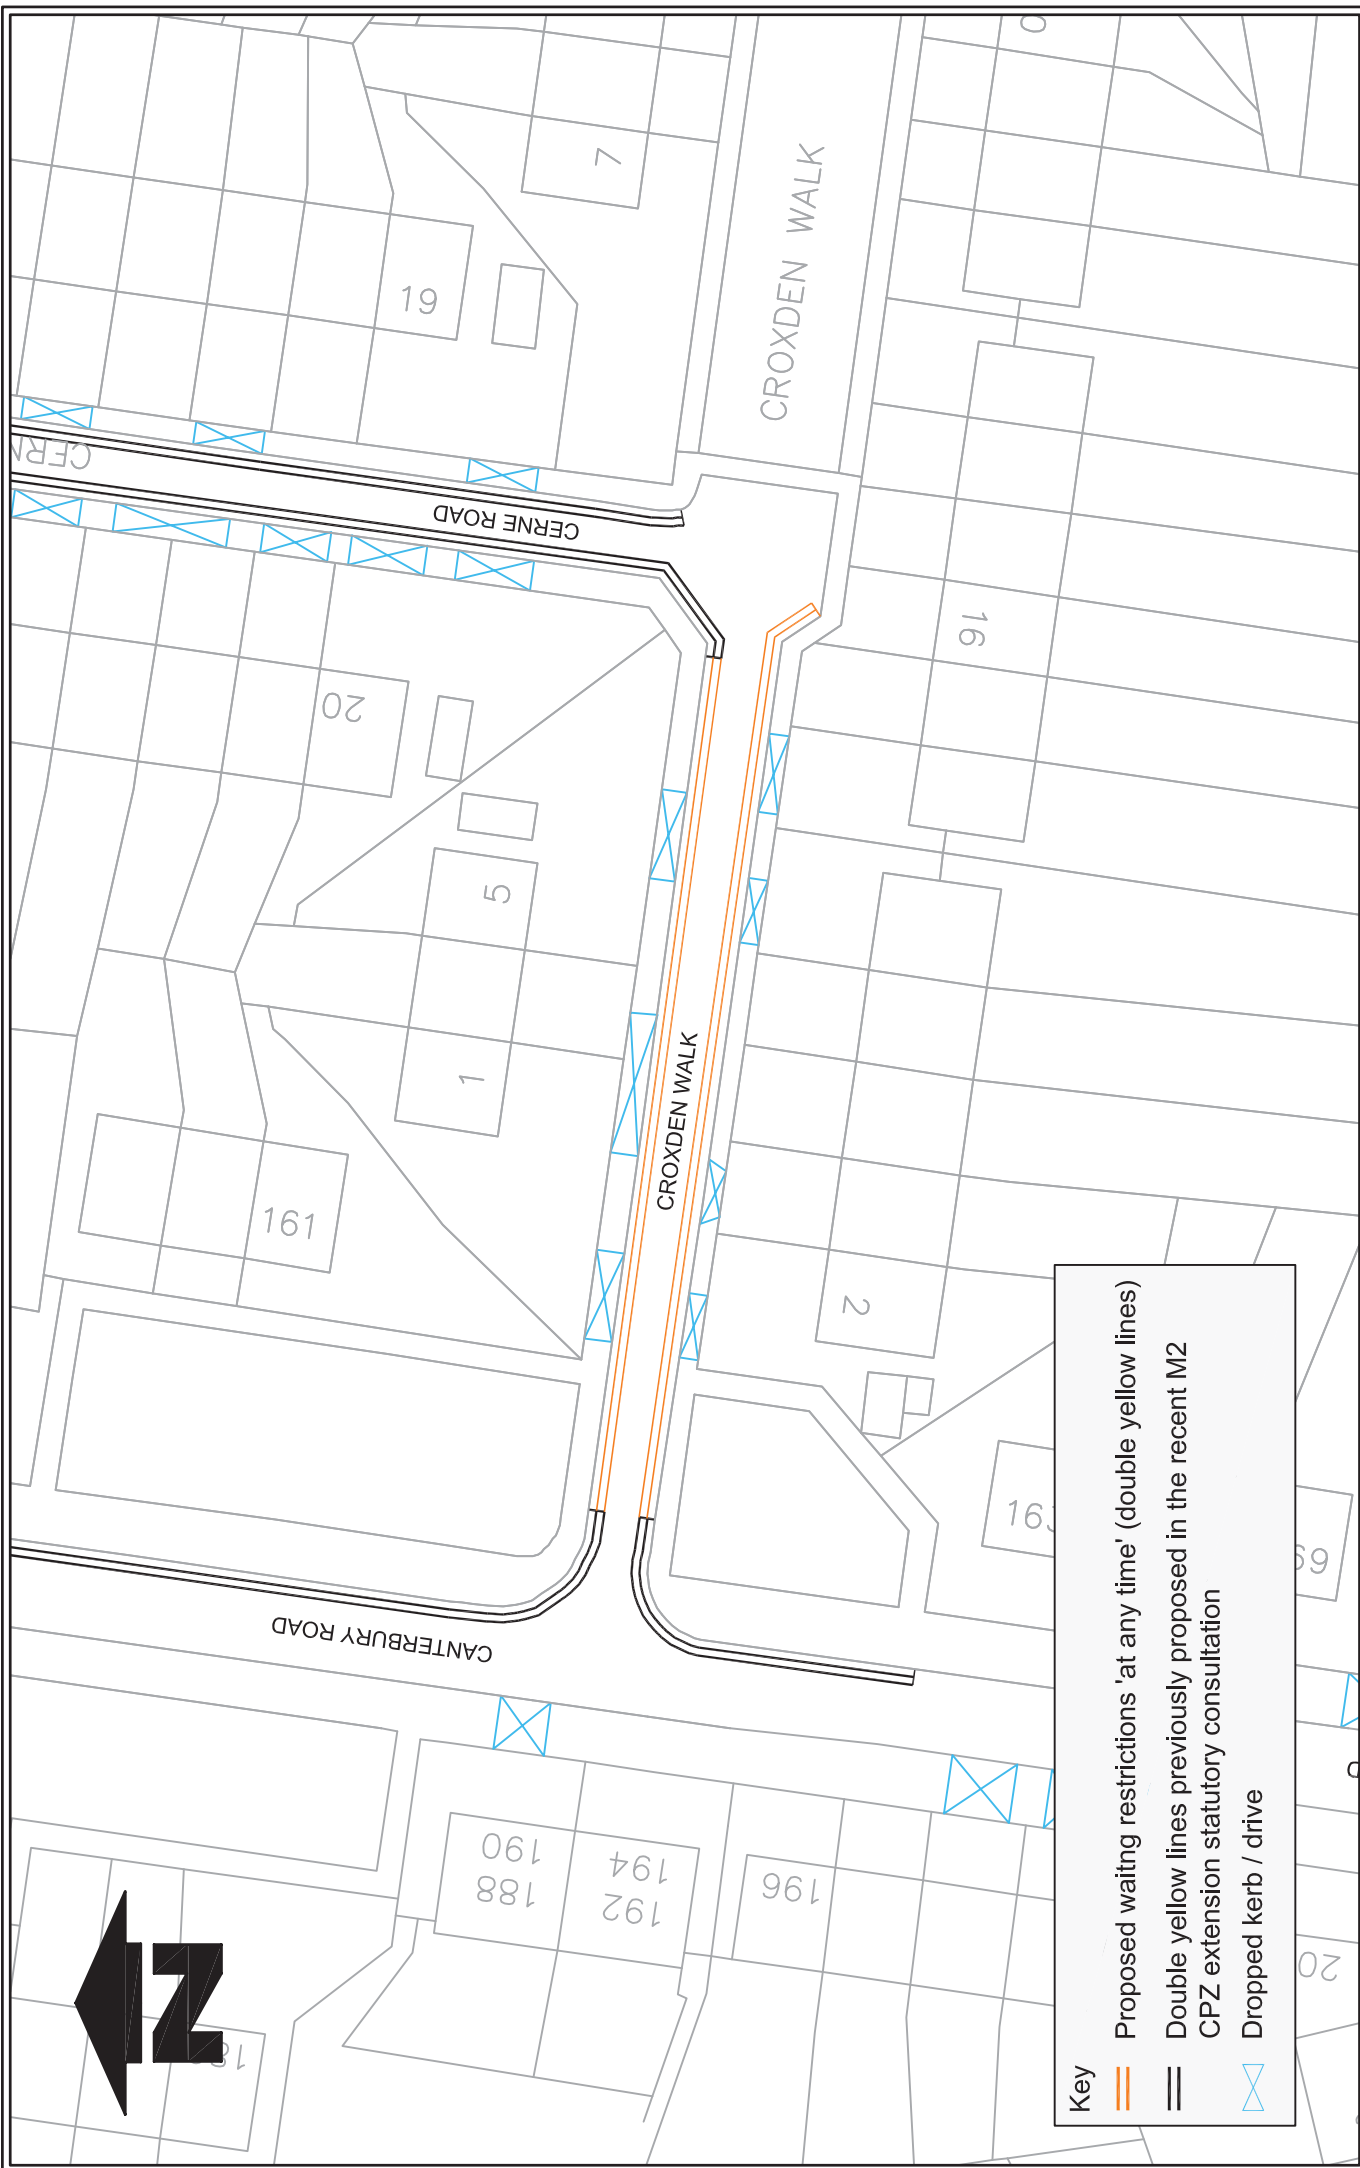 CROXDEN WALK
CERNE ROAD
CROXDEN WALK
CANTERBURY ROAD
7
19
20
5
1
161
16
2
190
188
194
192
196
20
69
N
Key
Proposed waitng restrictions 'at any time' (double yellow lines)
Double yellow lines previously proposed in the recent M2
CPZ extension statutory consultation
Dropped kerb / drive